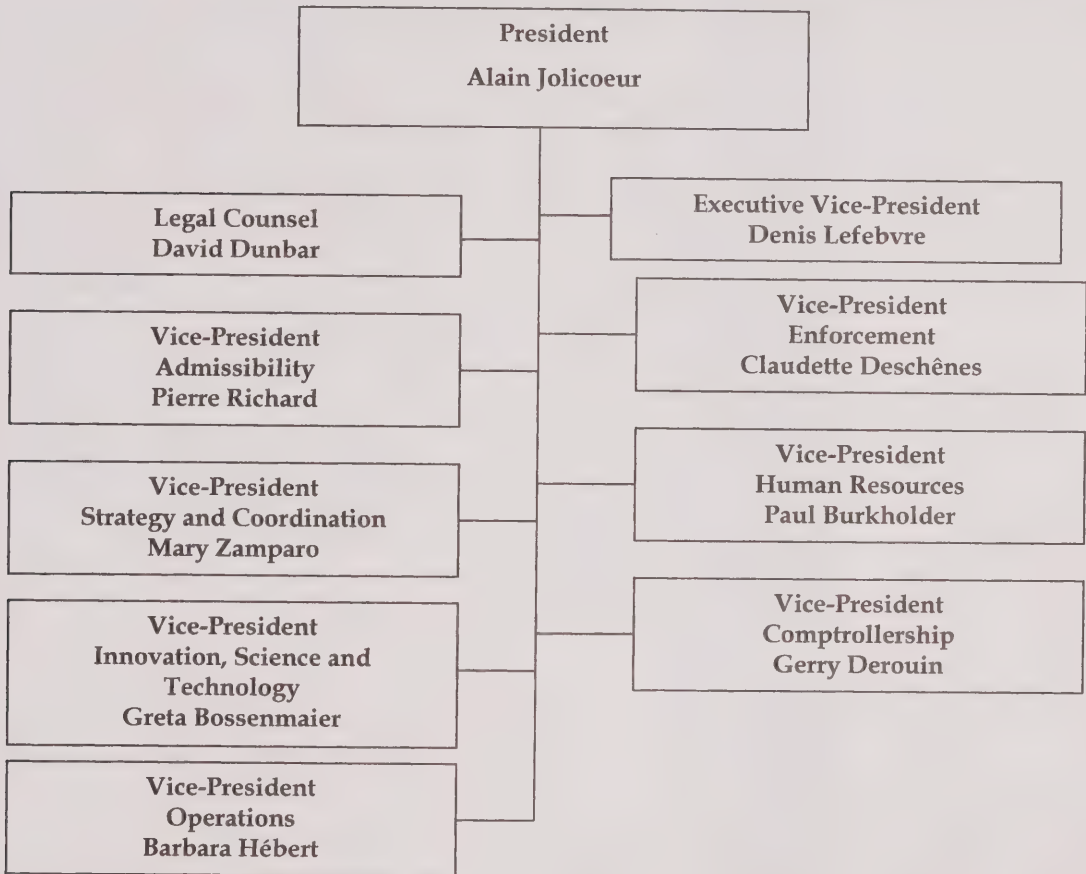 President
Alain Jolicoeur
Legal Counsel
David Dunbar
Executive Vice-President
Denis Lefebvre
Vice-President
Admissibility
Pierre Richard
Vice-President
Enforcement
Claudette Deschênes
Vice-President
Strategy and Coordination
Mary Zamparo
Vice-President
Human Resources
Paul Burkholder
Vice-President
Innovation, Science and
Technology
Greta Bossenmaier
Vice-President
Comptrollership
Gerry Derouin
Vice-President
Operations
Barbara Hébert